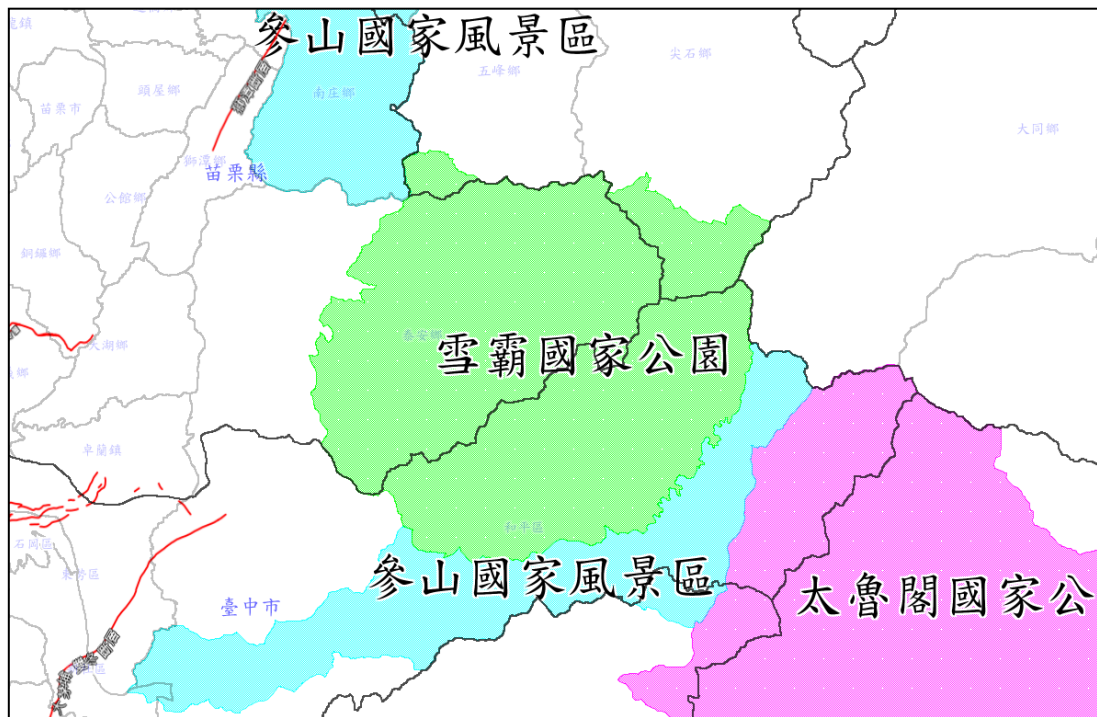 參山國家風景區
五峰鄉
尖石鄉
頭屋鄉
南庄鄉
苗栗市
大同鄉
獅潭鄉
苗栗縣
公館鄉
銅鑼鄉
泰安鄉
大湖鄉
雪霸國家公園
卓蘭鎮
和平區
石岡區
東勢區
參山國家風景區
臺中市
太魯閣國家公